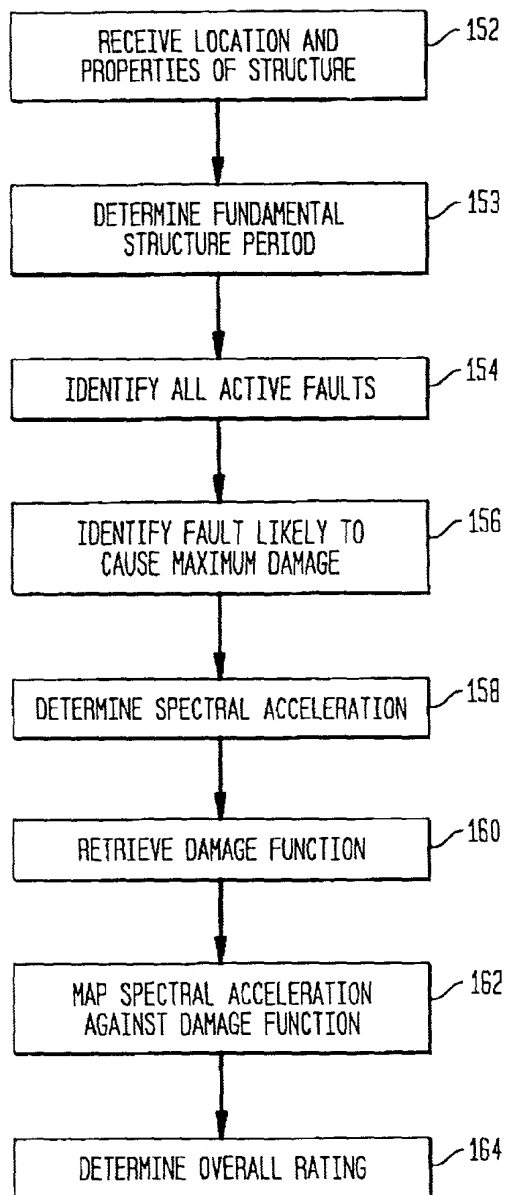 RECEIVE LOCATION AND
PROPERTIES OF STRUCTURE
152
DETERMINE FUNDAMENTAL
STRUCTURE PERIOD
153
IDENTIFY ALL ACTIVE FAULTS
154
IDENTIFY FAULT LIKELY TO
CAUSE MAXIMUM DAMAGE
156
DETERMINE SPECTRAL ACCELERATION
158
RETRIEVE DAMAGE FUNCTION
160
MAP SPECTRAL ACCELERATION
AGAINST DAMAGE FUNCTION
162
DETERMINE OVERALL RATING
164